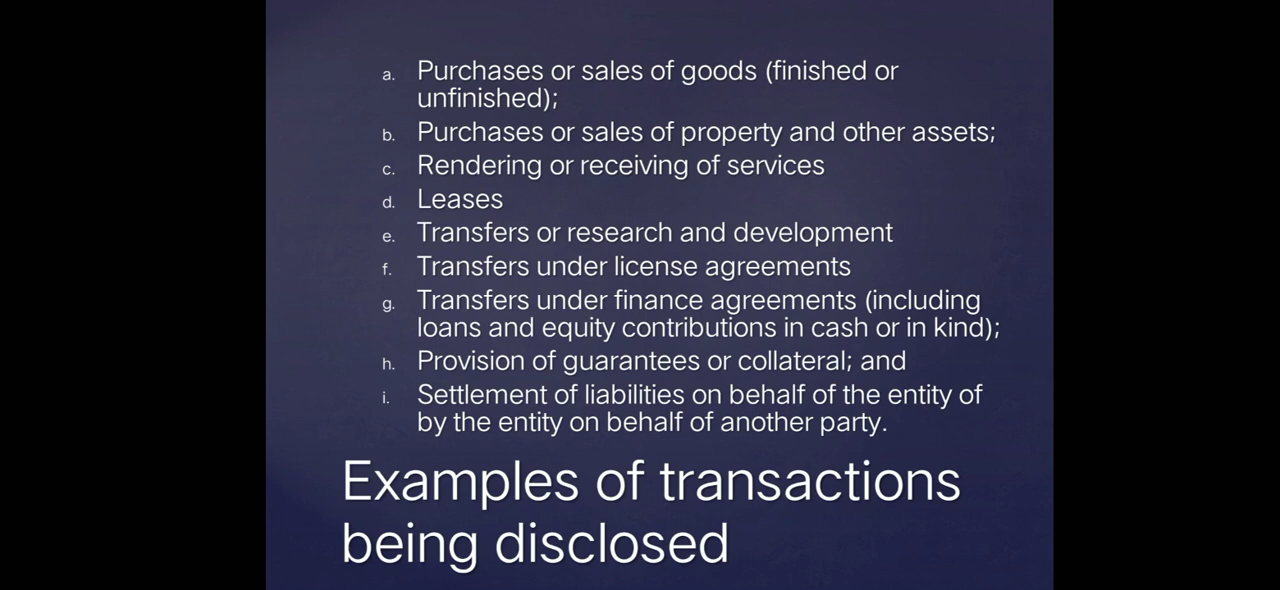 a. Purchases or sales of goods (finished or
unfinished);
b. Purchases or sales of property and other assets;
c. Rendering or receiving of services
d. Leases
e. Transfers or research and development
f. Transfers under license agreements
g. Transfers under finance agreements (including
loans and equity contributions in cash or in kind);
h. Provision of guarantees or collateral; and
i. Settlement of liabilities on behalf of the entity of
by the entity on behalf of another party.
Examples of transactions
being disclosed